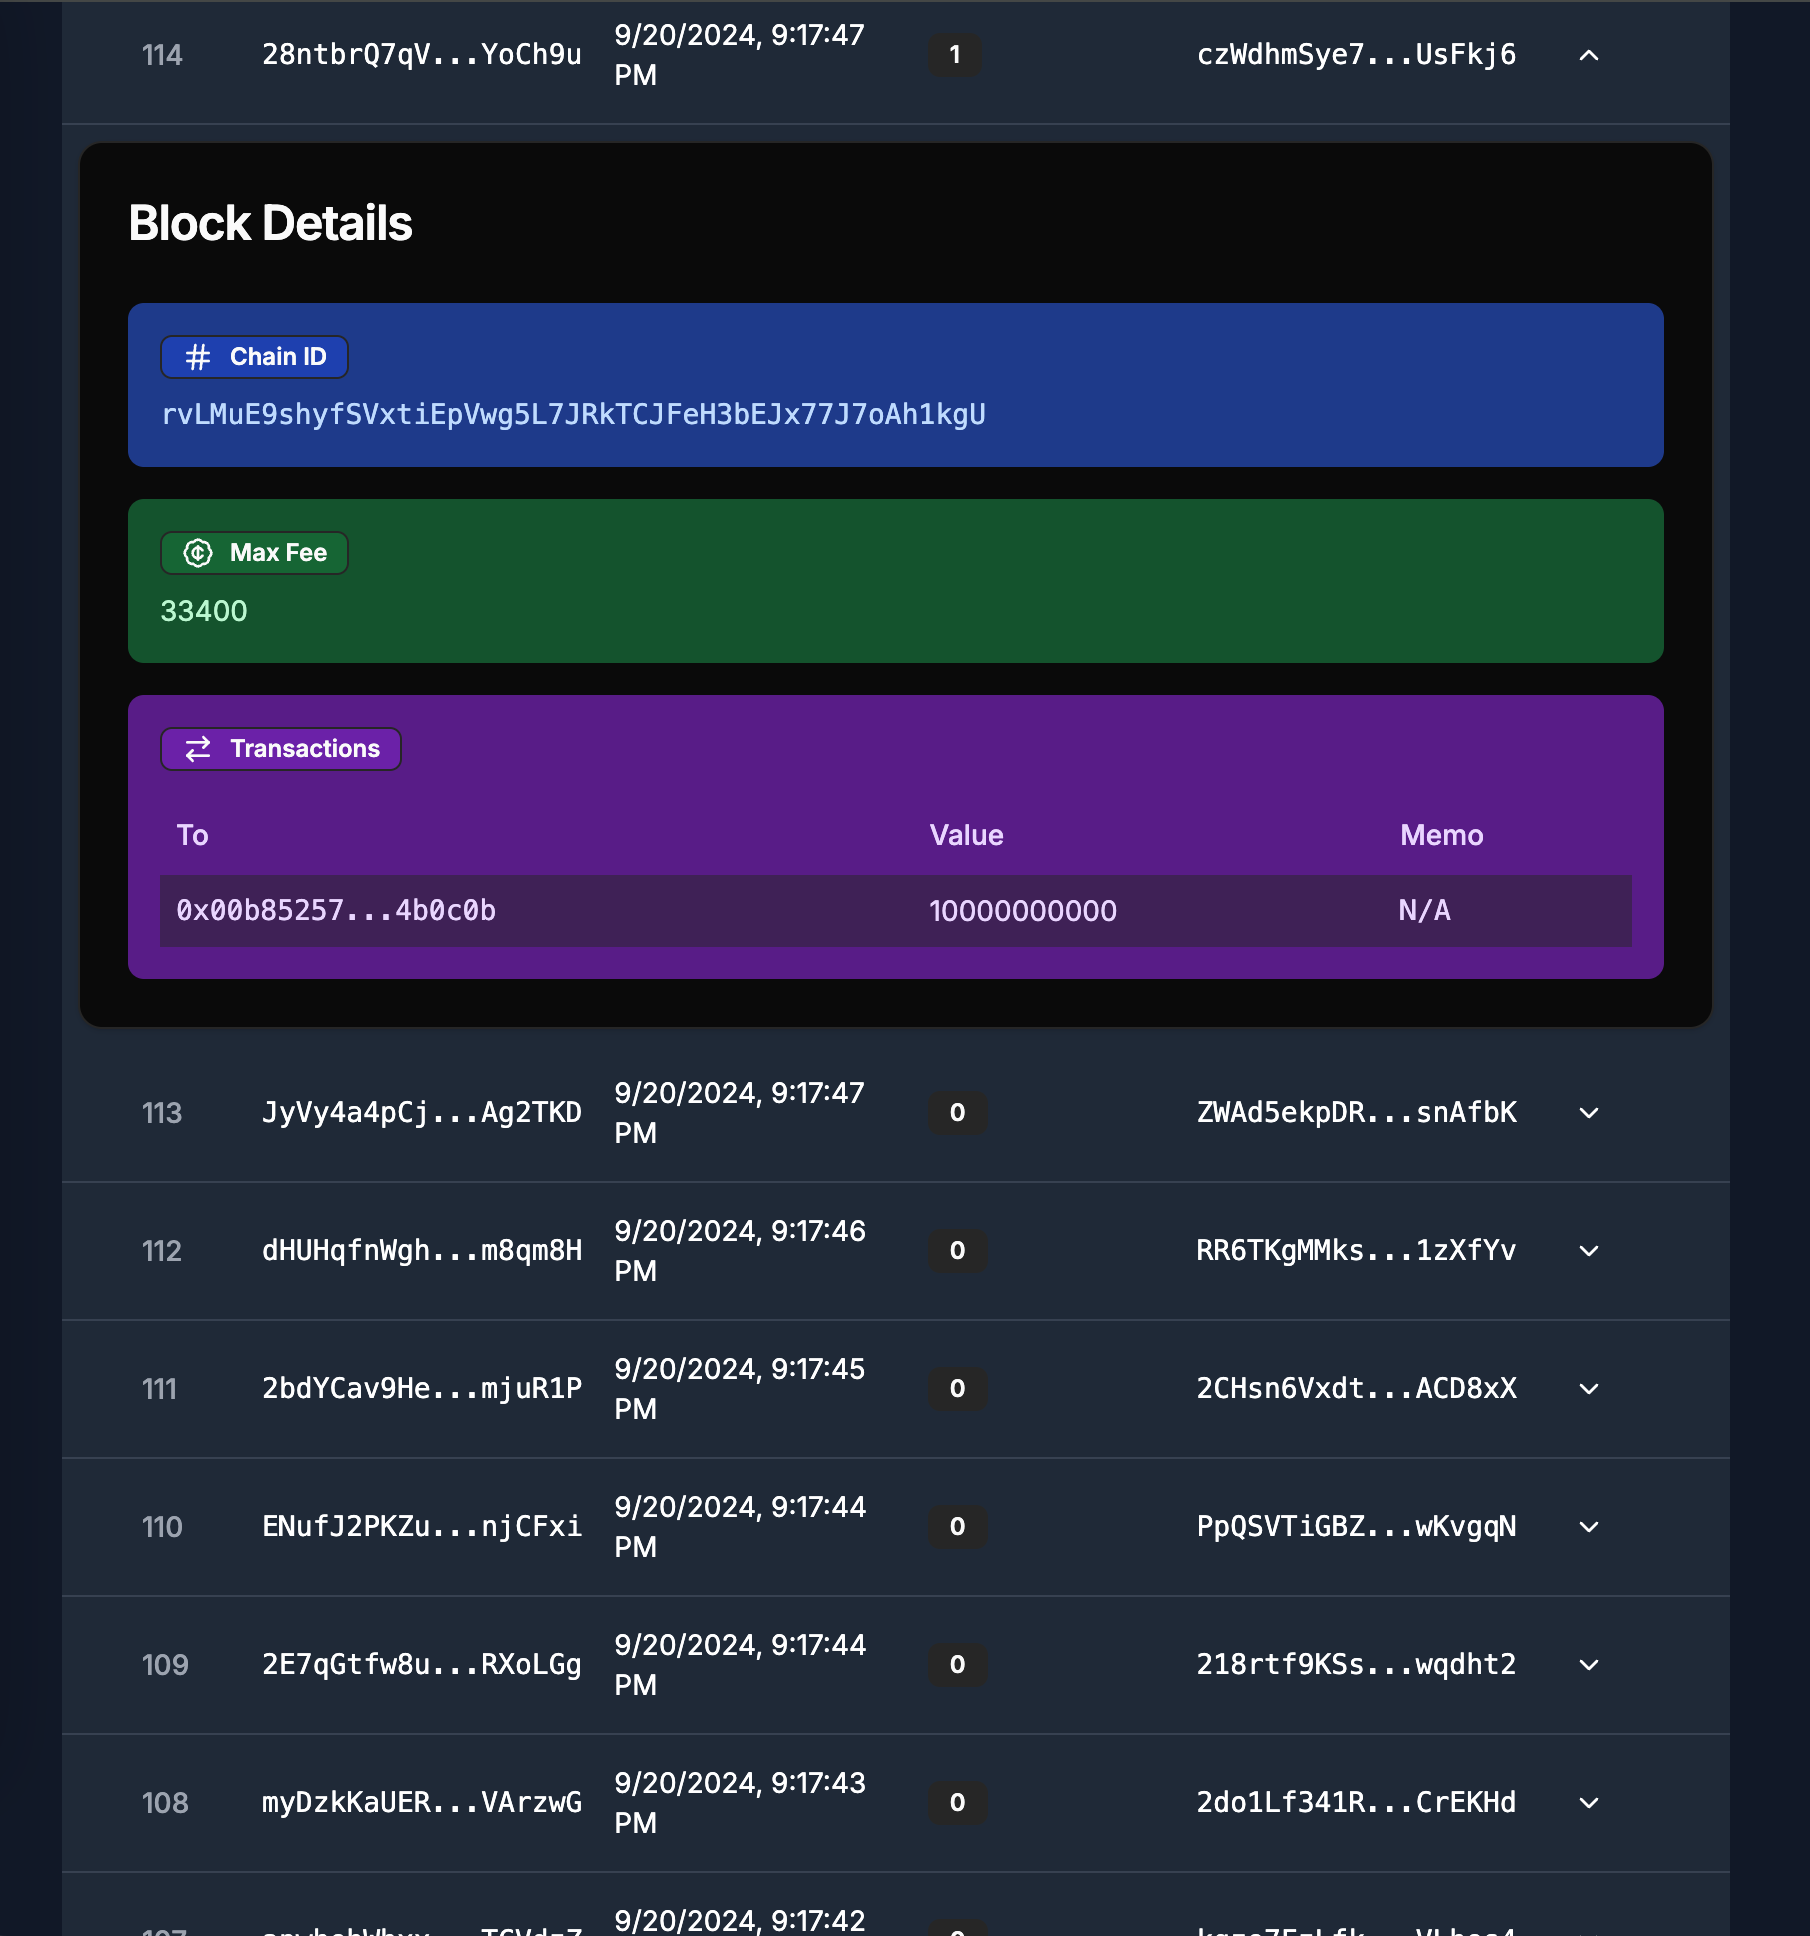 114 28ntbrQ7qV...YoCh9u 9/20/2024, 9:17:47 PM 1 czWdhmSye7...UsFkj6
Block Details
Chain ID
rvLMuE9shyfSVxtiEpVwg5L7JRkTCJFeH3bEJx77J7oAh1kgU
Max Fee
33400
Transactions
To Value Memo
0x00b85257...4b0c0b 10000000000 N/A
113 JyVy4a4pCj...Ag2TKD 9/20/2024, 9:17:47 PM 0 ZWAd5ekpDR...snAfbK
112 dHUHqfnWgh...m8qm8H 9/20/2024, 9:17:46 PM 0 RR6TKgMMks...1zXfYv
111 2bdYCav9He...mjuR1P 9/20/2024, 9:17:45 PM 0 2CHsn6Vxdt...ACD8xX
110 ENufJ2PKZu...njCFxi 9/20/2024, 9:17:44 PM 0 PpQSVTiGBZ...wKvgqN
109 2E7qGtfw8u...RXoLGg 9/20/2024, 9:17:44 PM 0 218rtf9KSs...wqdht2
108 myDzkKaUER...VArzwG 9/20/2024, 9:17:43 PM 0 2do1Lf341R...CrEKHd
9/20/2024, 9:17:42